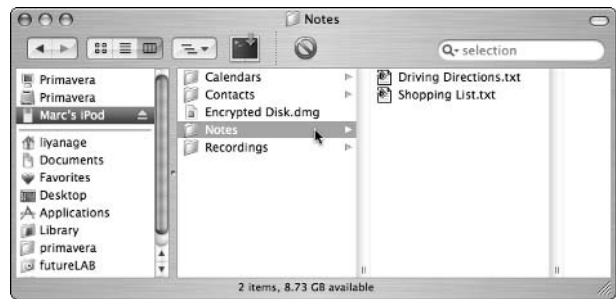 Notes
selection
Primavera
Primavera
Marc's iPod
liyanage
Documents
Favorites
Desktop
Applications
Library
primavera
futureLAB
Calendars
Contacts
Encrypted Disk.dmg
Notes
Recordings
Driving Directions.txt
Shopping List.txt
2 items, 8.73 GB available